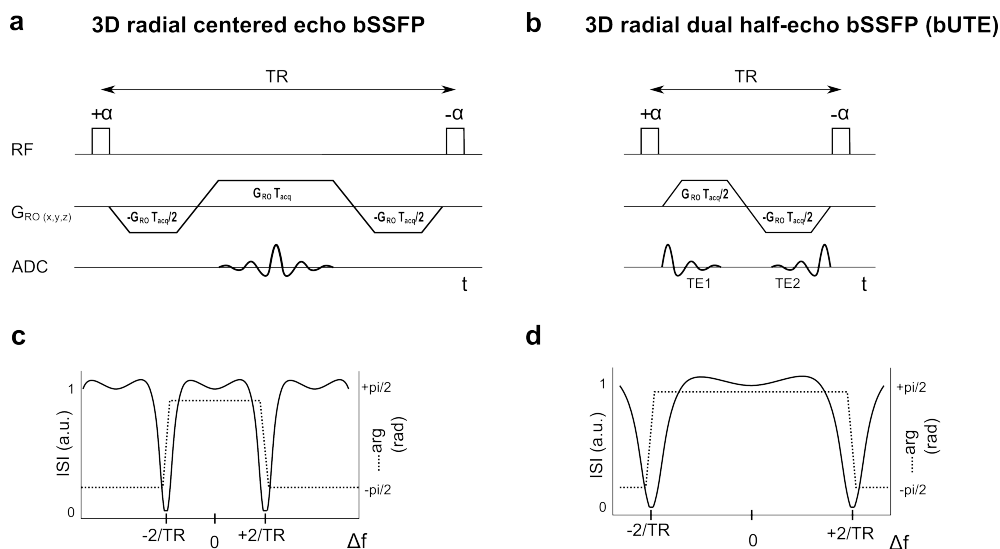 a 3D radial centered echo bSSFP
TR
+α
-α
RF
G_RO (x,y,z)
-G_RO T_acq/2
G_RO T_acq
-G_RO T_acq/2
ADC
t
b 3D radial dual half-echo bSSFP (bUTE)
TR
+α
-α
G_RO T_acq/2
-G_RO T_acq/2
TE1
TE2
t
c
ISI (a.u.)
1
0
+pi/2
-pi/2
.....arg
(rad)
-2/TR
0
+2/TR
Δf
d
ISI (a.u.)
1
0
+pi/2
-pi/2
.....arg
(rad)
-2/TR
0
+2/TR
Δf